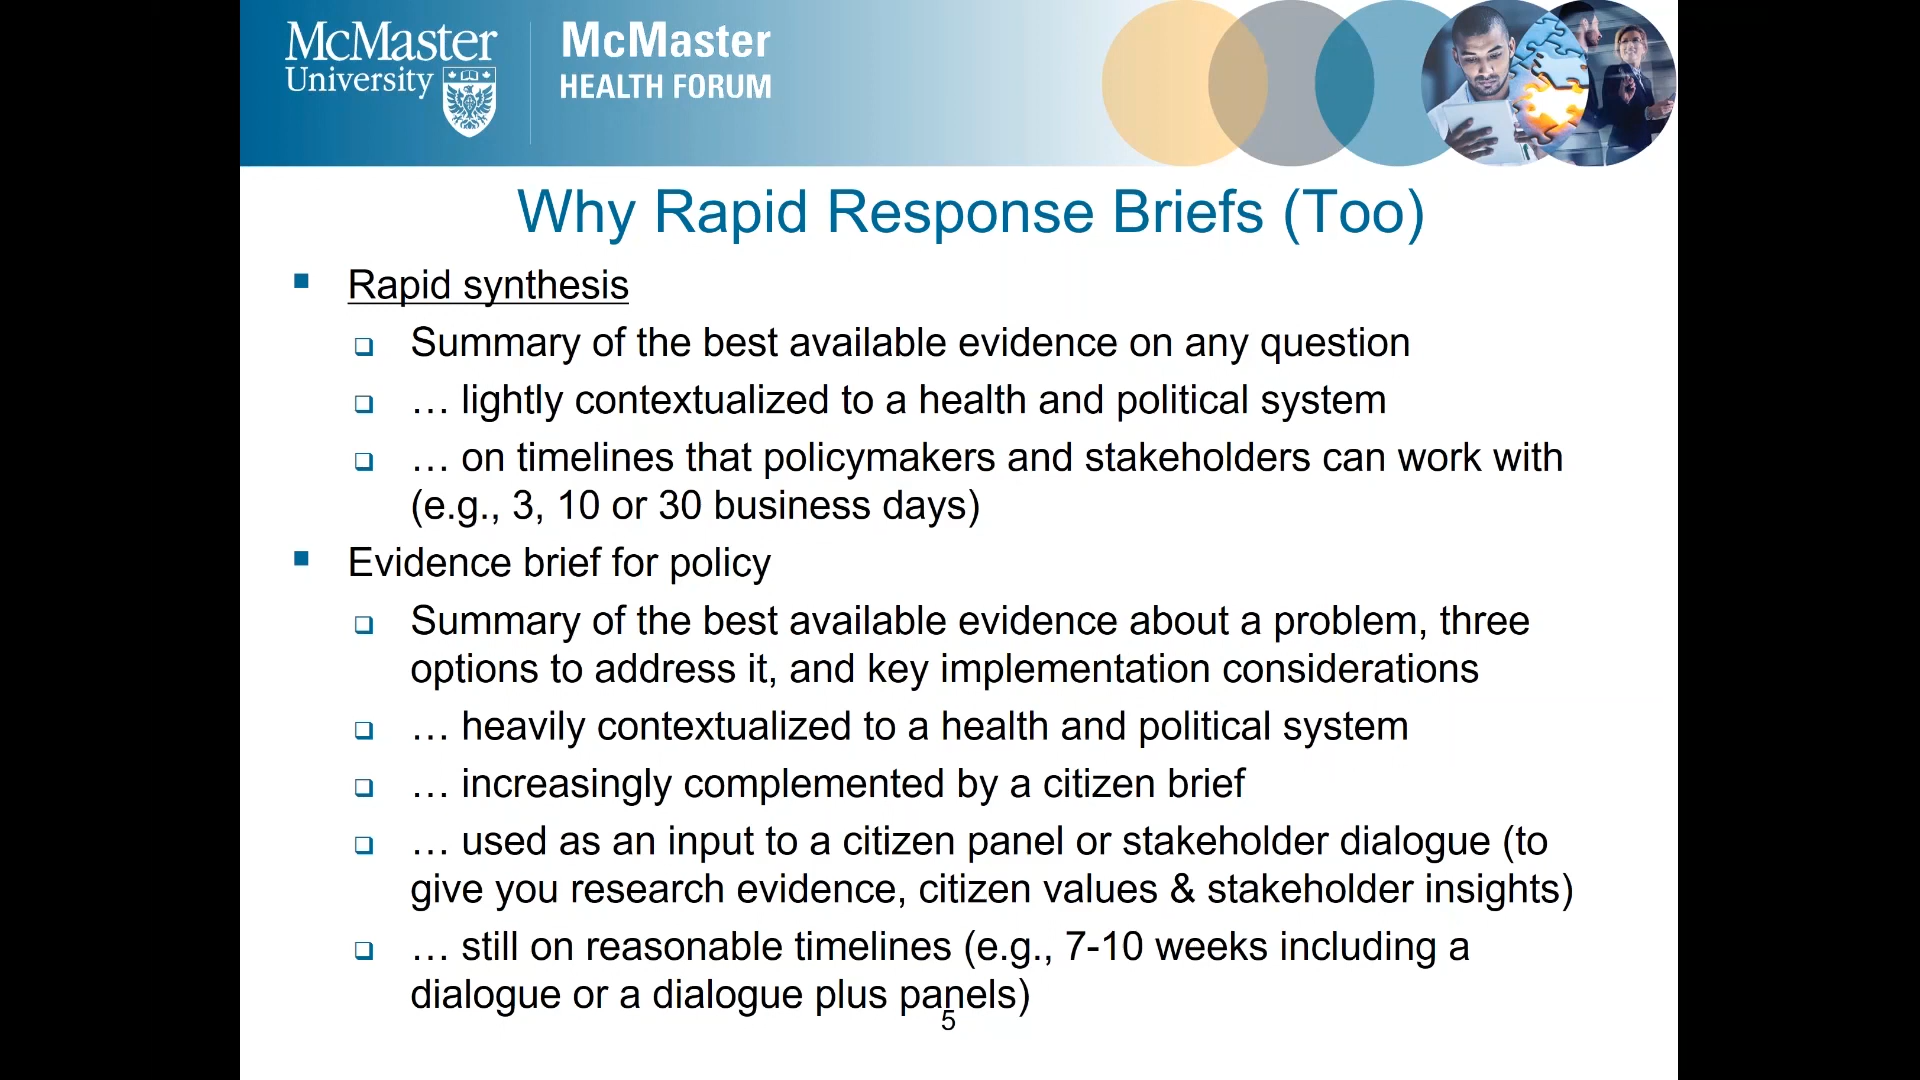 McMaster
University
McMaster
HEALTH FORUM
Why Rapid Response Briefs (Too)
Rapid synthesis
Summary of the best available evidence on any question
… lightly contextualized to a health and political system
… on timelines that policymakers and stakeholders can work with
(e.g., 3, 10 or 30 business days)
Evidence brief for policy
Summary of the best available evidence about a problem, three
options to address it, and key implementation considerations
… heavily contextualized to a health and political system
… increasingly complemented by a citizen brief
… used as an input to a citizen panel or stakeholder dialogue (to
give you research evidence, citizen values & stakeholder insights)
… still on reasonable timelines (e.g., 7-10 weeks including a
dialogue or a dialogue plus panels)
5